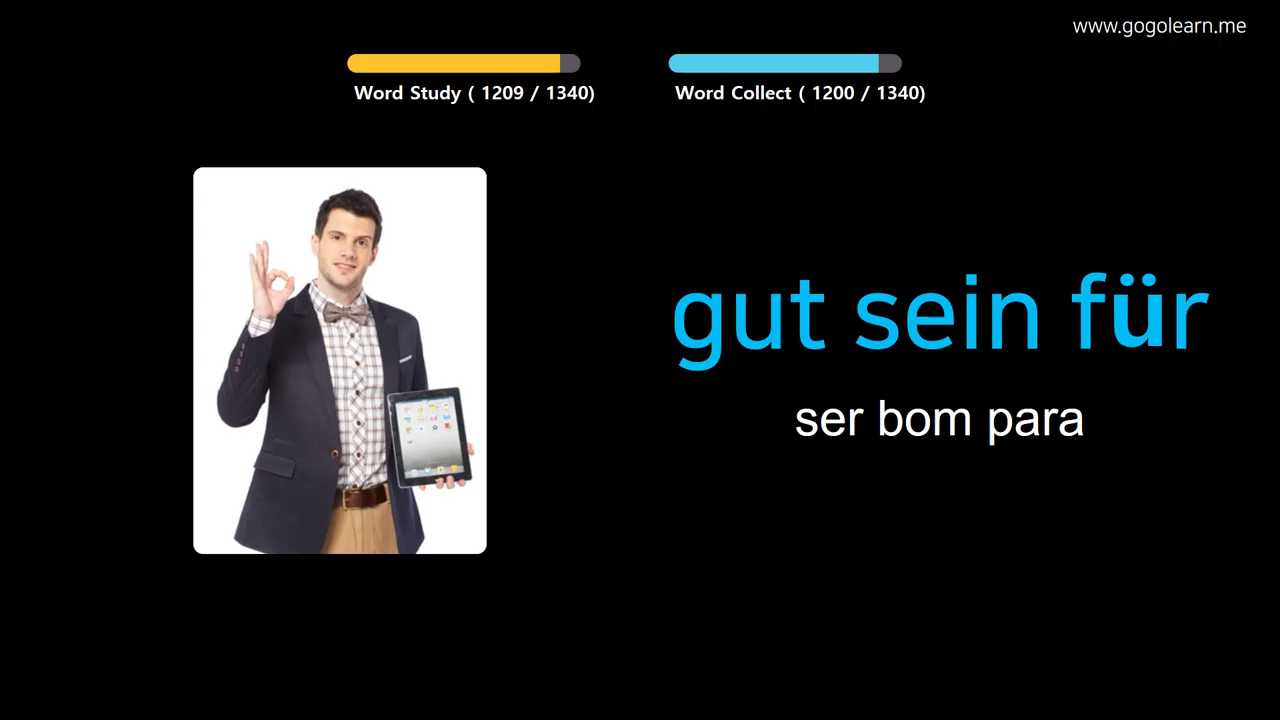 www.gogolearn.me
Word Study ( 1209 / 1340)
Word Collect ( 1200 / 1340)
gut sein für
ser bom para